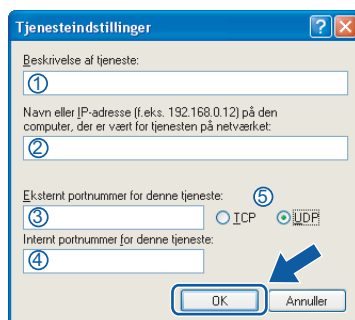 Tjenesteindstillinger
Beskrivelse af tjeneste:
①
Navn eller IP-adresse (f.eks. 192.168.0.12) på den
computer, der er vært for tjenesten på netværket:
②
Eksternt portnummer for denne tjeneste: ⑤
③ TCP UDP
Internt portnummer for denne tjeneste:
④
OK Annuller